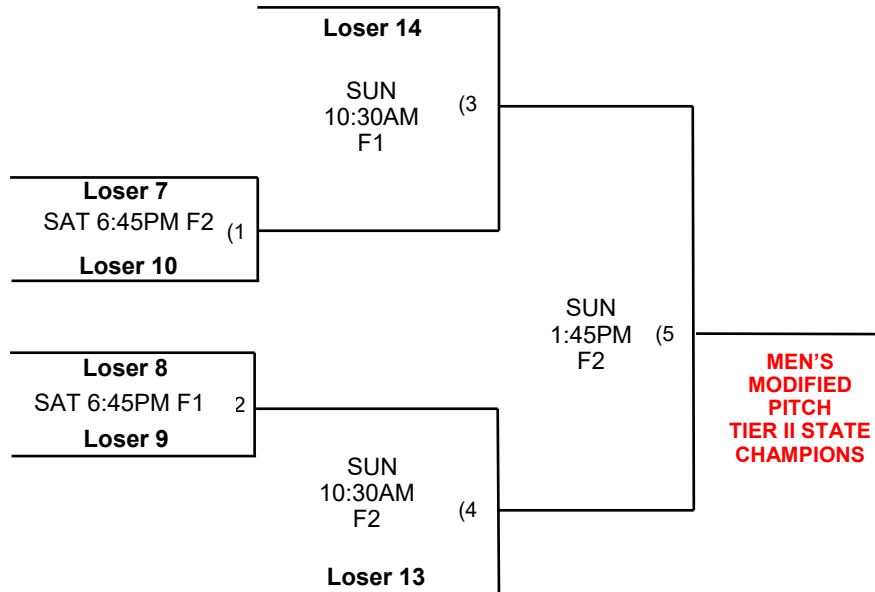 Loser 14
SUN
10:30AM
F1
(3
Loser 7
SAT 6:45PM F2
(1
Loser 10
SUN
1:45PM
F2
(5
Loser 8
SAT 6:45PM F1
2
Loser 9
MEN'S
MODIFIED
PITCH
TIER II STATE
CHAMPIONS
SUN
10:30AM
F2
(4
Loser 13